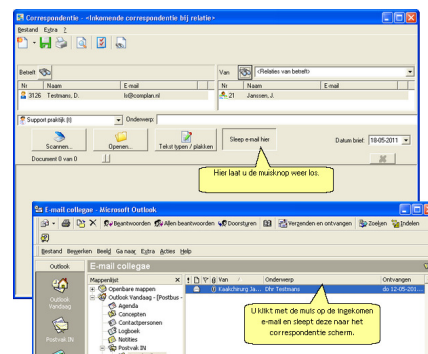 Correspondentie - <Inkomende correspondentie bij relatie>
Bestand Extra ?
Betreft
Van <Relaties van betreft>
Nr Naam E-mail
Nr Naam E-mail
3126 Testmans, D. lv@complan.nl
21 Janssen, J.
Support praktijk (I) Onderwerp:
Scannen... Openen... Tekst typen / plakken Sleep e-mail hier Datum brief: 18-05-2011
Document 0 van 0
Hier laat u de muisknop weer los.
E-mail collegae - Microsoft Outlook
Beantwoorden Allen beantwoorden Doorsturen Verzenden en ontvangen Zoeken Indelen
Bestand Bewerken Beeld Ga naar Extra Acties Help
Outlook E-mail collegae
Mappenlijst Van Onderwerp Ontvangen
Openbare mappen Kaakchirurg Ja... Dhr Testmans do 12-05-201...
Outlook Vandaag - [Postbus -
Agenda
Outlook
Vandaag
Concepten
Contactpersonen
Logboek
Notities
Postvak IN
Postvak IN
U klikt met de muis op de ingekomen
e-mail en sleept deze naar het
correspondentie scherm.